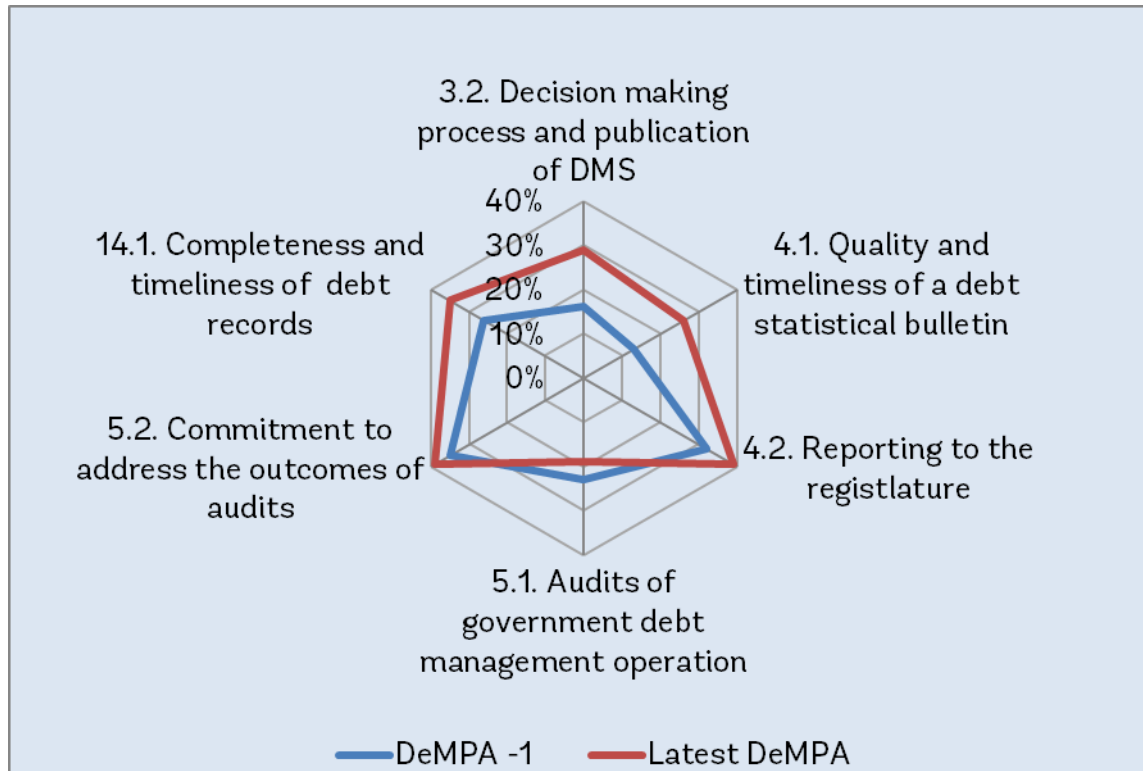 3.2. Decision making
process and publication
of DMS
40%
30%
20%
10%
0%
14.1. Completeness and
timeliness of debt
records
4.1. Quality and
timeliness of a debt
statistical bulletin
5.2. Commitment to
address the outcomes of
audits
4.2. Reporting to the
registlature
5.1. Audits of
government debt
management operation
DeMPA -1
Latest DeMPA